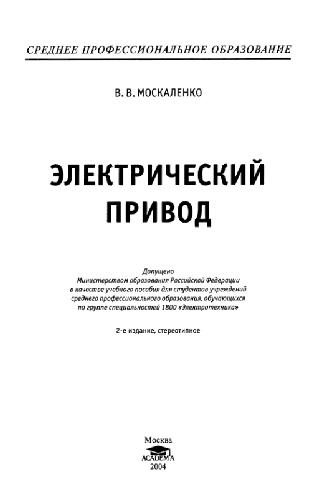 СРЕДНЕЕ ПРОФЕССИОНАЛЬНОЕ ОБРАЗОВАНИЕ
В. В. МОСКАЛЕНКО
ЭЛЕКТРИЧЕСКИЙ
ПРИВОД
Допущено
Министерством образования Российской Федерации
в качестве учебного пособия для студентов учреждений
среднего профессионального образования, обучающихся
по группе специальностей 1800 «Электротехника»
2-е издание, стереотипное
Москва
ACADEMA
2004